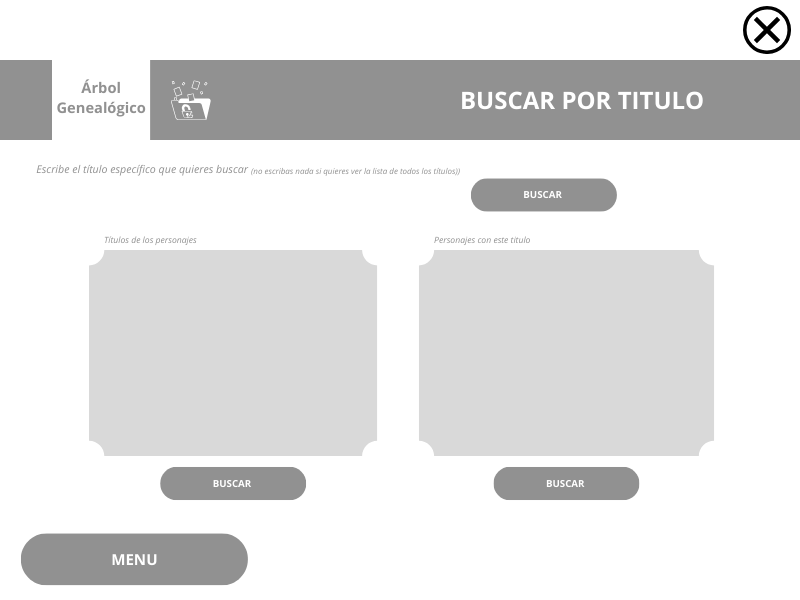 Árbol
Genealógico
BUSCAR POR TITULO
Escribe el título específico que quieres buscar (no escribas nada si quieres ver la lista de todos los títulos))
BUSCAR
Títulos de los personajes
Personajes con este titulo
BUSCAR
BUSCAR
MENU